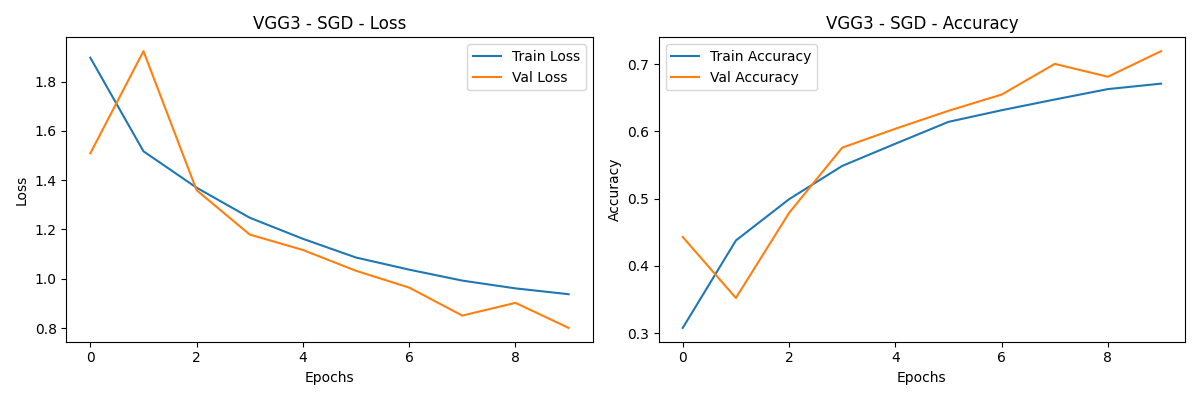 VGG3 - SGD - Loss
Train Loss
Val Loss
1.8
1.6
1.4
1.2
1.0
0.8
Loss
0 2 4 6 8
Epochs
VGG3 - SGD - Accuracy
Train Accuracy
Val Accuracy
0.7
0.6
0.5
0.4
0.3
Accuracy
0 2 4 6 8
Epochs